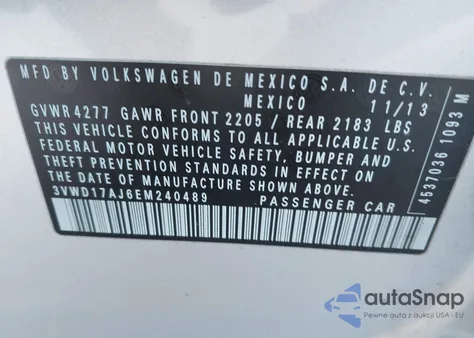 MFD BY VOLKSWAGEN DE MEXICO S.A. DE C.V.
MEXICO 11/13
GVWR 4277 GAWR FRONT 2205 / REAR 2183 LBS
THIS VEHICLE CONFORMS TO ALL APPLICABLE U.S.
FEDERAL MOTOR VEHICLE SAFETY, BUMPER AND
THEFT PREVENTION STANDARDS IN EFFECT ON
THE DATE OF MANUFACTURE SHOWN ABOVE
3VWD17AJ6EM240489 PASSENGER CAR
4537036 1093 M
autoSnap
Pewne auta z aukcji USA i EU